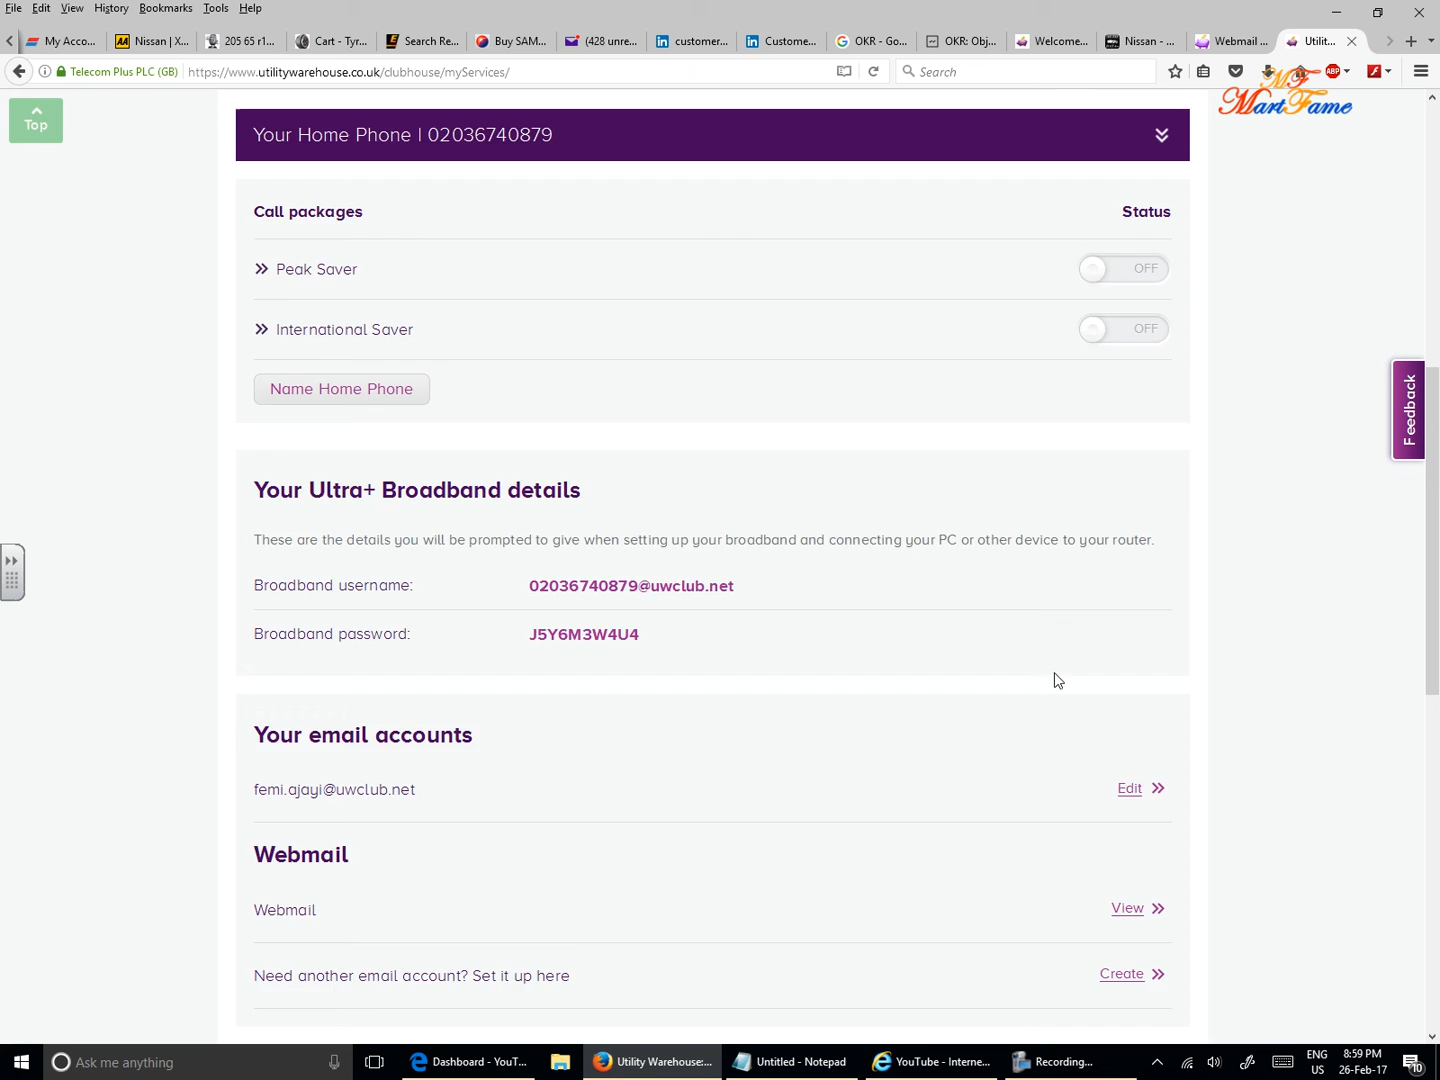 File Edit View History Bookmarks Tools Help
My Acco... Nissan | X... 205 65 r1... Cart - Tyr... Search Re... Buy SAM... (428 unre... customer... Custome... OKR - Go... OKR: Obj... Welcome... Nissan - ... Webmail ... Utilit...
Telecom Plus PLC (GB) https://www.utilitywarehouse.co.uk/clubhouse/myServices/ Search ABP
MF
MartFame
Top
Your Home Phone | 02036740879
Call packages Status
Peak Saver OFF
International Saver OFF
Name Home Phone
Feedback
Your Ultra+ Broadband details
These are the details you will be prompted to give when setting up your broadband and connecting your PC or other device to your router.
Broadband username: 02036740879@uwclub.net
Broadband password: J5Y6M3W4U4
Your email accounts
femi.ajayi@uwclub.net Edit
Webmail
Webmail View
Need another email account? Set it up here Create
Ask me anything Dashboard - YouT... Utility Warehouse:... Untitled - Notepad YouTube - Interne... Recording... ENG 8:59 PM
US 26-Feb-17 10